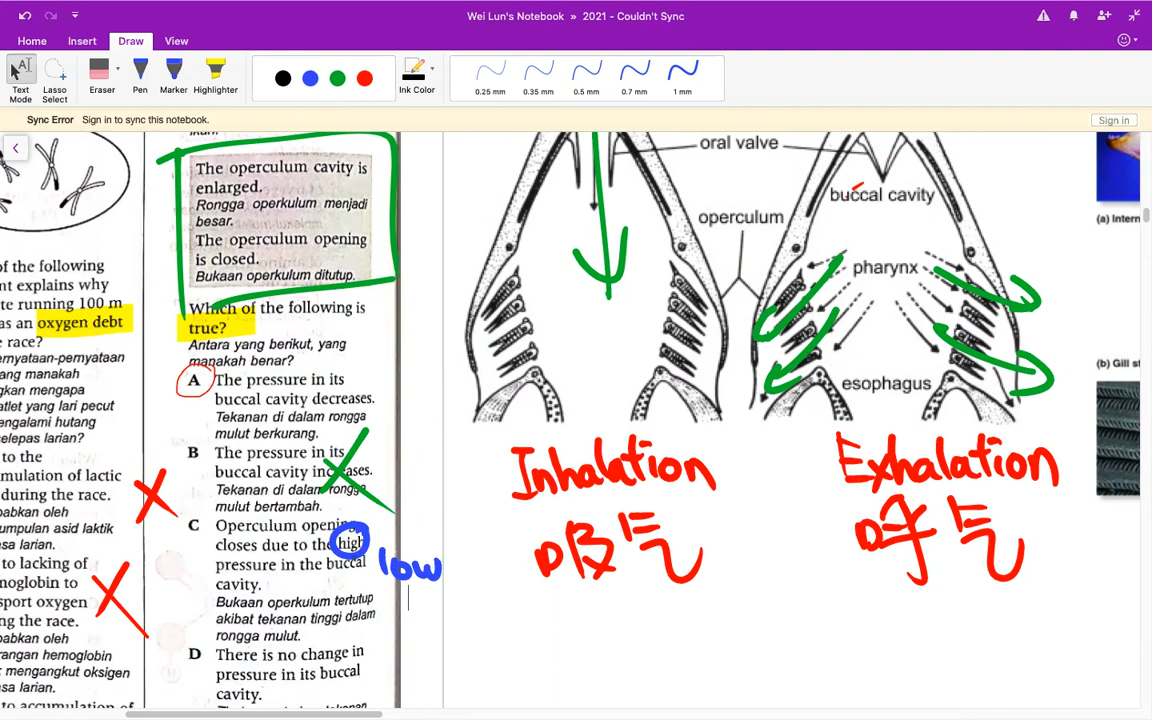 Wei Lun's Notebook » 2021 - Couldn't Sync
Home
Insert
Draw
View
Text Mode
Lasso Select
Eraser
Pen
Marker
Highlighter
Ink Color
0.25 mm
0.35 mm
0.5 mm
0.7 mm
1 mm
Sync Error Sign in to sync this notebook.
Sign in
of the following
nt explains why
te running 100 m
as an oxygen debt
e race?
ernyataan-pernyataan
ang manakah
gkan mengapa
atlet yang lari pecut
engalami hutang
selepas larian?
to the
mulation of lactic
during the race.
babkan oleh
umpulan asid laktik
sa larian.
to lacking of
moglobin to
sport oxygen
ng the race.
babkan oleh
rangan hemoglobin
k mengangkut oksigen
asa larian.
to accumulation of
ikan.
The operculum cavity is
enlarged.
Rongga operkulum menjadi
besar.
The operculum opening
is closed.
Bukaan operkulum ditutup.
Which of the following is
true?
Antara yang berikut, yang
manakah benar?
A The pressure in its
buccal cavity decreases.
Tekanan di dalam rongga
mulut berkurang.
B The pressure in its
buccal cavity increases.
Tekanan di dalam rongga
mulut bertambah.
C Operculum opening
closes due to the high
low
pressure in the buccal
cavity.
Bukaan operkulum tertutup
akibat tekanan tinggi dalam
rongga mulut.
D There is no change in
pressure in its buccal
cavity.
oral valve
buccal cavity
operculum
pharynx
esophagus
Inhalation
吸气
Exhalation
呼气
(a) Intern
(b) Gill st